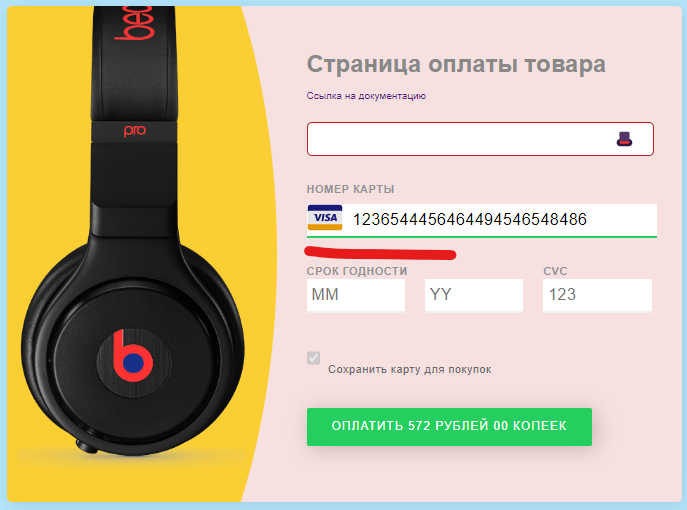 beats
pro
Страница оплаты товара
Ссылка на документацию
НОМЕР КАРТЫ
VISA
1236544456464494546548486
СРОК ГОДНОСТИ
CVC
MM
YY
123
b
Сохранить карту для покупок
ОПЛАТИТЬ 572 РУБЛЕЙ 00 КОПЕЕК